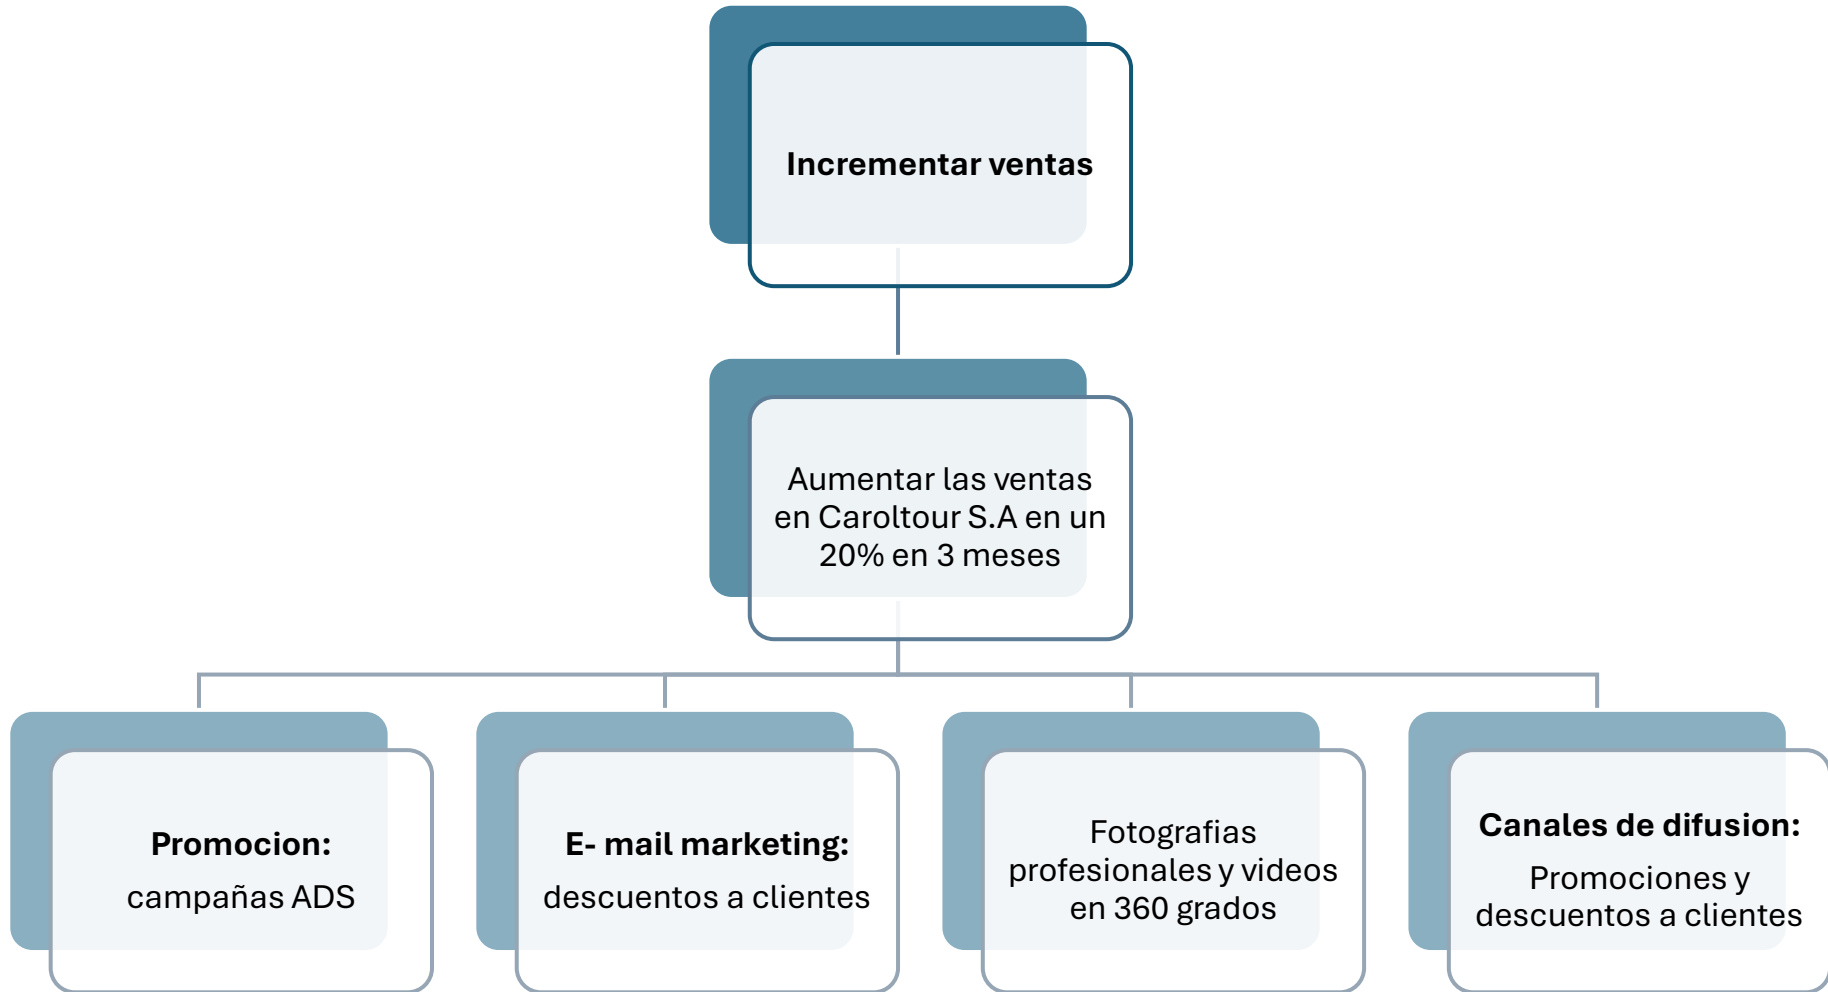 Incrementar ventas
Aumentar las ventas
en Caroltour S.A en un
20% en 3 meses
Promocion:
campañas ADS
E- mail marketing:
descuentos a clientes
Fotografias
profesionales y videos
en 360 grados
Canales de difusion:
Promociones y
descuentos a clientes